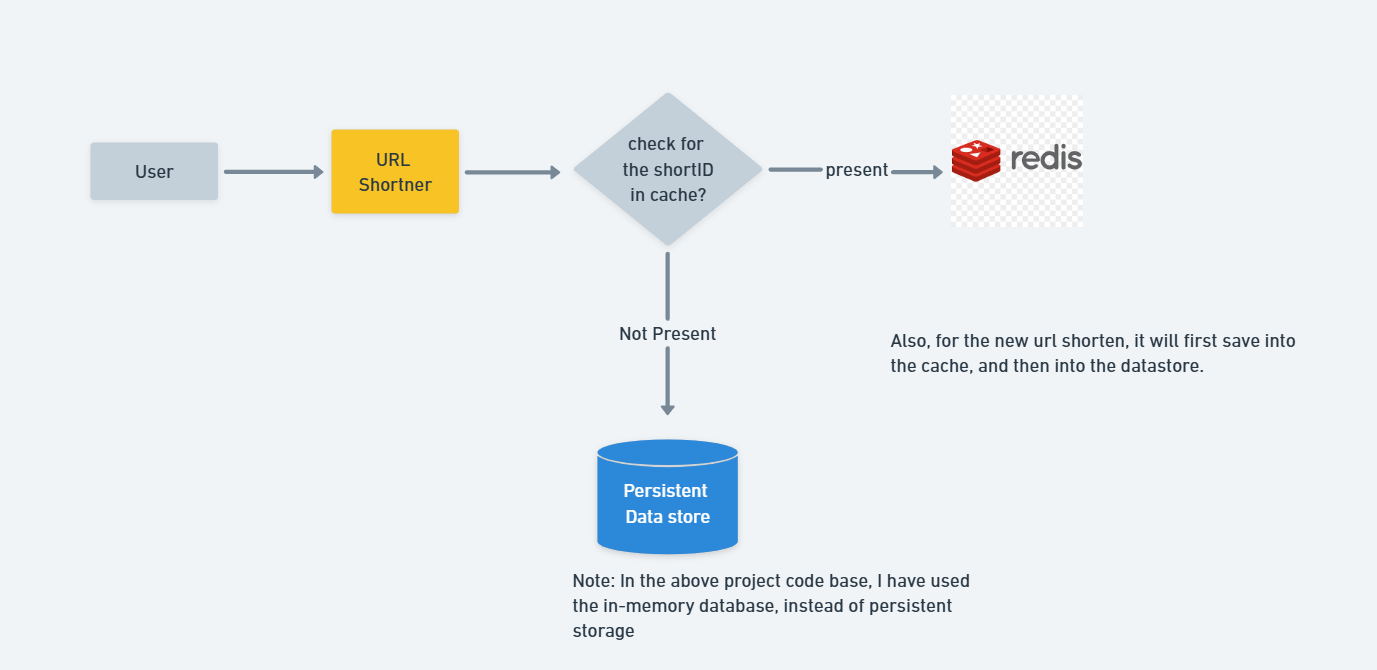 User
URL
Shortner
check for
the shortID
in cache?
present
redis
Not Present
Also, for the new url shorten, it will first save into
the cache, and then into the datastore.
Persistent
Data store
Note: In the above project code base, I have used
the in-memory database, instead of persistent
storage